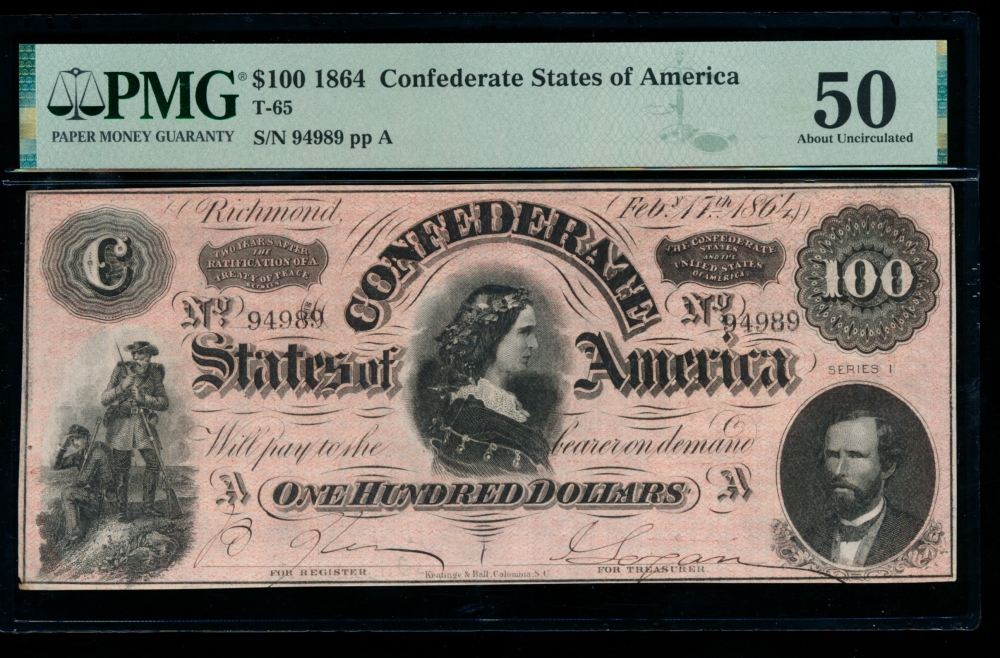 PMG® $100 1864 Confederate States of America
T-65
PAPER MONEY GUARANTY S/N 94989 pp A
50
About Uncirculated
Richmond, Feby 17th 1864
C
TWO YEARS AFTER
THE
RATIFICATION OF A
TREATY OF PEACE
BETWEEN
CONFEDERATE
THE CONFEDERATE
STATES
AND THE
UNITED STATES
OF AMERICA
100
No 94989 No 94989
States of America
SERIES 1
Will pay to the bearer on demand
A ONE HUNDRED DOLLARS A
FOR REGISTER Keatinge & Ball, Columbia, S.C. FOR TREASURER